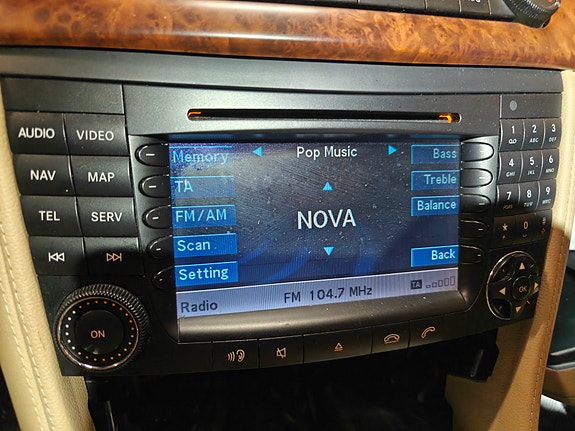 AUDIO VIDEO
NAV MAP
TEL SERV
ON
Memory
TA
FM/AM
Scan
Setting
Pop Music
NOVA
Bass
Treble
Balance
Back
Radio FM 104.7 MHz TA
1 2 ABC 3 DEF
4 GHI 5 JKL 6 MNO
7 PQRS 8 TUV 9 WXYZ
* 0 #
OK